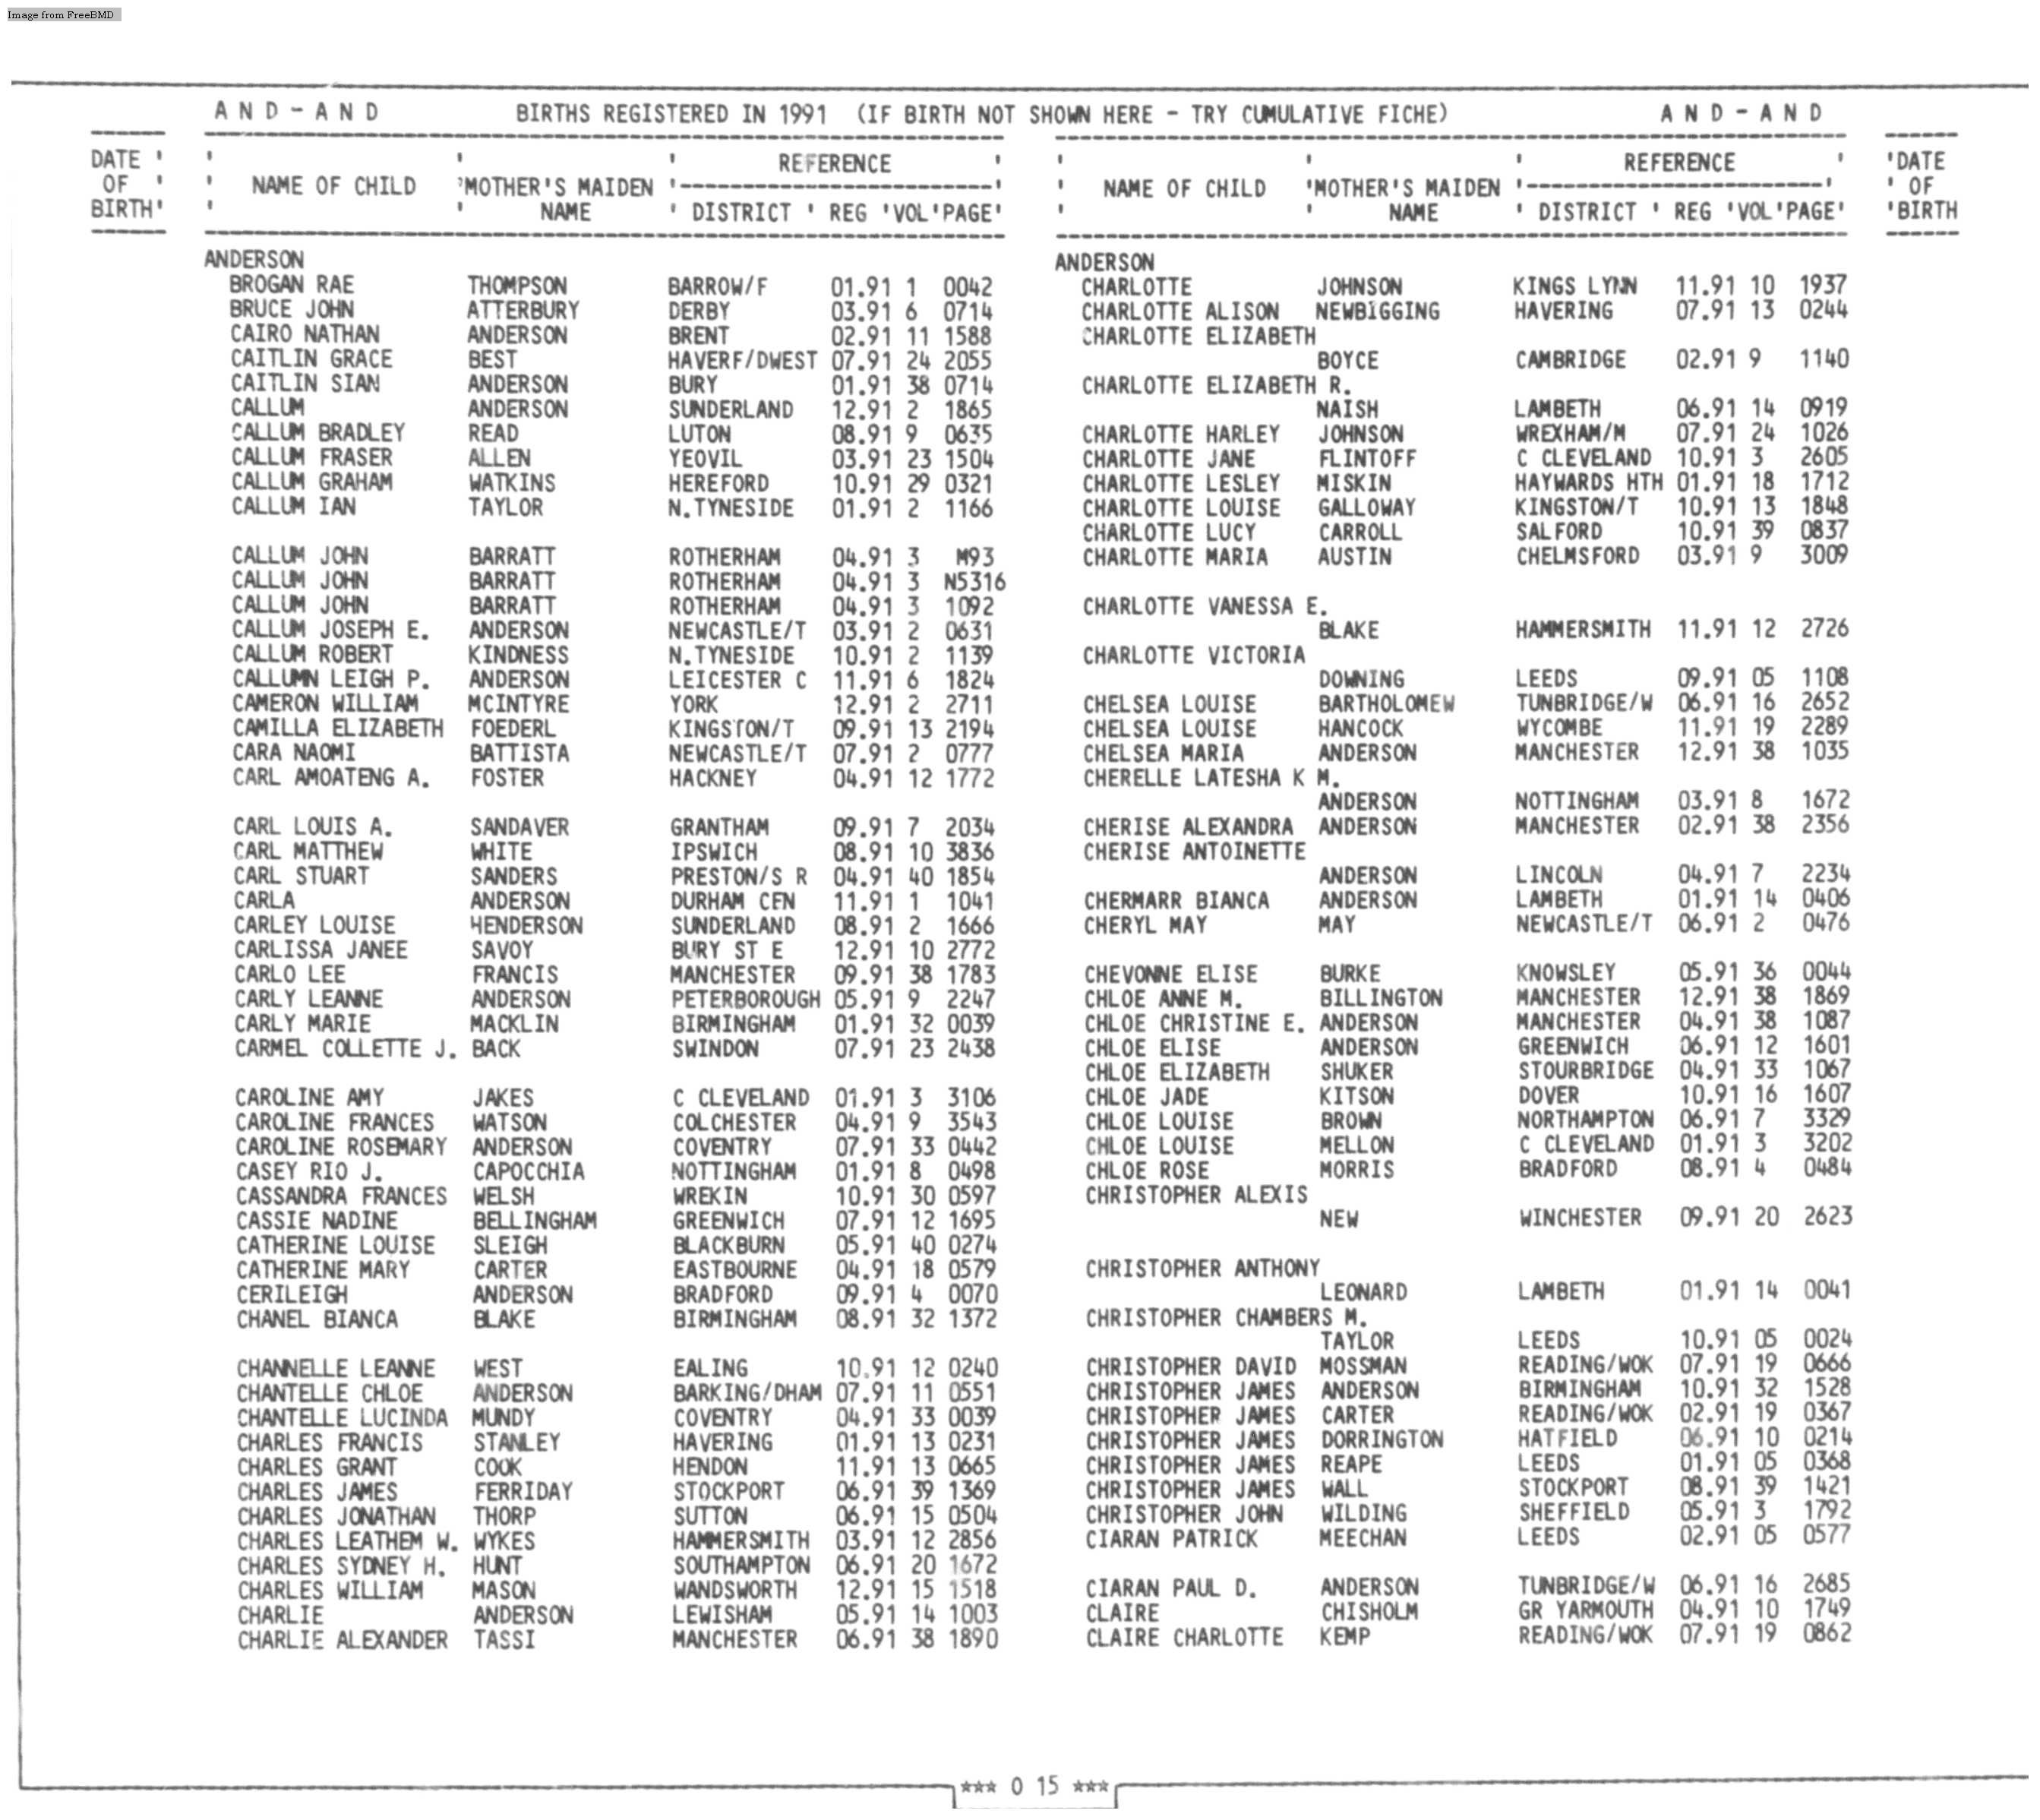 Image from FreeBMD
A N D - A N D BIRTHS REGISTERED IN 1991 (IF BIRTH NOT SHOWN HERE - TRY CUMULATIVE FICHE) A N D - A N D
DATE OF BIRTH
NAME OF CHILD 'MOTHER'S MAIDEN NAME REFERENCE
' DISTRICT ' REG 'VOL'PAGE'
ANDERSON
BROGAN RAE THOMPSON BARROW/F 01.91 1 0042
BRUCE JOHN ATTERBURY DERBY 03.91 6 0714
CAIRO NATHAN ANDERSON BRENT 02.91 11 1588
CAITLIN GRACE BEST HAVERF/DWEST 07.91 24 2055
CAITLIN SIAN ANDERSON BURY 01.91 38 0714
CALLUM ANDERSON SUNDERLAND 12.91 2 1865
CALLUM BRADLEY READ LUTON 08.91 9 0635
CALLUM FRASER ALLEN YEOVIL 03.91 23 1504
CALLUM GRAHAM WATKINS HEREFORD 10.91 29 0321
CALLUM IAN TAYLOR N.TYNESIDE 01.91 2 1166
CALLUM JOHN BARRATT ROTHERHAM 04.91 3 M93
CALLUM JOHN BARRATT ROTHERHAM 04.91 3 N5316
CALLUM JOHN BARRATT ROTHERHAM 04.91 3 1092
CALLUM JOSEPH E. ANDERSON NEWCASTLE/T 03.91 2 0631
CALLUM ROBERT KINDNESS N.TYNESIDE 10.91 2 1139
CALLUMN LEIGH P. ANDERSON LEICESTER C 11.91 6 1824
CAMERON WILLIAM MCINTYRE YORK 12.91 2 2711
CAMILLA ELIZABETH FOEDERL KINGSTON/T 09.91 13 2194
CARA NAOMI BATTISTA NEWCASTLE/T 07.91 2 0777
CARL AMOATENG A. FOSTER HACKNEY 04.91 12 1772
CARL LOUIS A. SANDAVER GRANTHAM 09.91 7 2034
CARL MATTHEW WHITE IPSWICH 08.91 10 3836
CARL STUART SANDERS PRESTON/S R 04.91 40 1854
CARLA ANDERSON DURHAM CEN 11.91 1 1041
CARLEY LOUISE HENDERSON SUNDERLAND 08.91 2 1666
CARLISSA JANEE SAVOY BURY ST E 12.91 10 2772
CARLO LEE FRANCIS MANCHESTER 09.91 38 1783
CARLY LEANNE ANDERSON PETERBOROUGH 05.91 9 2247
CARLY MARIE MACKLIN BIRMINGHAM 01.91 32 0039
CARMEL COLLETTE J. BACK SWINDON 07.91 23 2438
CAROLINE AMY JAKES C CLEVELAND 01.91 3 3106
CAROLINE FRANCES WATSON COLCHESTER 04.91 9 3543
CAROLINE ROSEMARY ANDERSON COVENTRY 07.91 33 0442
CASEY RIO J. CAPOCCHIA NOTTINGHAM 01.91 8 0498
CASSANDRA FRANCES WELSH WREKIN 10.91 30 0597
CASSIE NADINE BELLINGHAM GREENWICH 07.91 12 1695
CATHERINE LOUISE SLEIGH BLACKBURN 05.91 40 0274
CATHERINE MARY CARTER EASTBOURNE 04.91 18 0579
CERILEIGH ANDERSON BRADFORD 09.91 4 0070
CHANEL BIANCA BLAKE BIRMINGHAM 08.91 32 1372
CHANNELLE LEANNE WEST EALING 10.91 12 0240
CHANTELLE CHLOE ANDERSON BARKING/DHAM 07.91 11 0551
CHANTELLE LUCINDA MUNDY COVENTRY 04.91 33 0039
CHARLES FRANCIS STANLEY HAVERING 01.91 13 0231
CHARLES GRANT COOK HENDON 11.91 13 0665
CHARLES JAMES FERRIDAY STOCKPORT 06.91 39 1369
CHARLES JONATHAN THORP SUTTON 06.91 15 0504
CHARLES LEATHEM W. WYKES HAMMERSMITH 03.91 12 2856
CHARLES SYDNEY H. HUNT SOUTHAMPTON 06.91 20 1672
CHARLES WILLIAM MASON WANDSWORTH 12.91 15 1518
CHARLIE ANDERSON LEWISHAM 05.91 14 1003
CHARLIE ALEXANDER TASSI MANCHESTER 06.91 38 1890
NAME OF CHILD 'MOTHER'S MAIDEN NAME REFERENCE
' DISTRICT ' REG 'VOL'PAGE'
'DATE ' OF 'BIRTH
ANDERSON
CHARLOTTE JOHNSON KINGS LYNN 11.91 10 1937
CHARLOTTE ALISON NEWBIGGING HAVERING 07.91 13 0244
CHARLOTTE ELIZABETH
BOYCE CAMBRIDGE 02.91 9 1140
CHARLOTTE ELIZABETH R.
NAISH LAMBETH 06.91 14 0919
CHARLOTTE HARLEY JOHNSON WREXHAM/M 07.91 24 1026
CHARLOTTE JANE FLINTOFF C CLEVELAND 10.91 3 2605
CHARLOTTE LESLEY MISKIN HAYWARDS HTH 01.91 18 1712
CHARLOTTE LOUISE GALLOWAY KINGSTON/T 10.91 13 1848
CHARLOTTE LUCY CARROLL SALFORD 10.91 39 0837
CHARLOTTE MARIA AUSTIN CHELMSFORD 03.91 9 3009
CHARLOTTE VANESSA E.
BLAKE HAMMERSMITH 11.91 12 2726
CHARLOTTE VICTORIA
DOWNING LEEDS 09.91 05 1108
CHELSEA LOUISE BARTHOLOMEW TUNBRIDGE/W 06.91 16 2652
CHELSEA LOUISE HANCOCK WYCOMBE 11.91 19 2289
CHELSEA MARIA ANDERSON MANCHESTER 12.91 38 1035
CHERELLE LATESHA K M.
ANDERSON NOTTINGHAM 03.91 8 1672
CHERISE ALEXANDRA ANDERSON MANCHESTER 02.91 38 2356
CHERISE ANTOINETTE
ANDERSON LINCOLN 04.91 7 2234
CHERMARR BIANCA ANDERSON LAMBETH 01.91 14 0406
CHERYL MAY MAY NEWCASTLE/T 06.91 2 0476
CHEVONNE ELISE BURKE KNOWSLEY 05.91 36 0044
CHLOE ANNE M. BILLINGTON MANCHESTER 12.91 38 1869
CHLOE CHRISTINE E. ANDERSON MANCHESTER 04.91 38 1087
CHLOE ELISE ANDERSON GREENWICH 06.91 12 1601
CHLOE ELIZABETH SHUKER STOURBRIDGE 04.91 33 1067
CHLOE JADE KITSON DOVER 10.91 16 1607
CHLOE LOUISE BROWN NORTHAMPTON 06.91 7 3329
CHLOE LOUISE MELLON C CLEVELAND 01.91 3 3202
CHLOE ROSE MORRIS BRADFORD 08.91 4 0484
CHRISTOPHER ALEXIS
NEW WINCHESTER 09.91 20 2623
CHRISTOPHER ANTHONY
LEONARD LAMBETH 01.91 14 0041
CHRISTOPHER CHAMBERS M.
TAYLOR LEEDS 10.91 05 0024
CHRISTOPHER DAVID MOSSMAN READING/WOK 07.91 19 0666
CHRISTOPHER JAMES ANDERSON BIRMINGHAM 10.91 32 1528
CHRISTOPHER JAMES CARTER READING/WOK 02.91 19 0367
CHRISTOPHER JAMES DORRINGTON HATFIELD 06.91 10 0214
CHRISTOPHER JAMES REAPE LEEDS 01.91 05 0368
CHRISTOPHER JAMES WALL STOCKPORT 08.91 39 1421
CHRISTOPHER JOHN WILDING SHEFFIELD 05.91 3 1792
CIARAN PATRICK MEECHAN LEEDS 02.91 05 0577
CIARAN PAUL D. ANDERSON TUNBRIDGE/W 06.91 16 2685
CLAIRE CHISHOLM GR YARMOUTH 04.91 10 1749
CLAIRE CHARLOTTE KEMP READING/WOK 07.91 19 0862
*** 0 15 ***